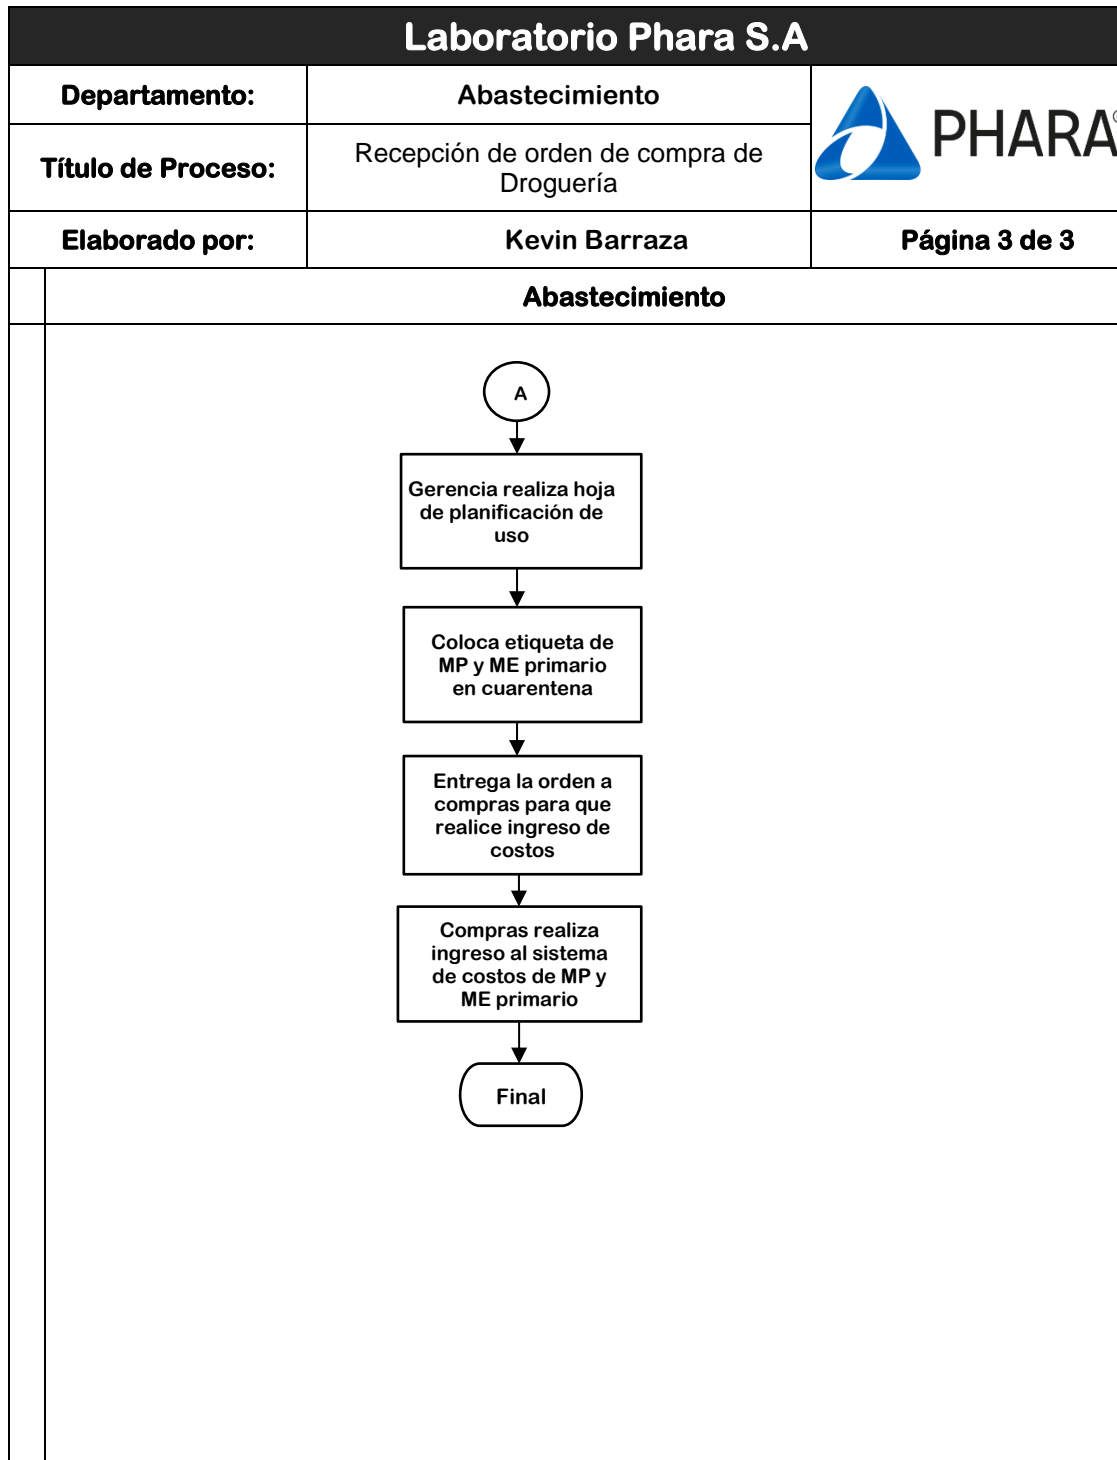 Laboratorio Phara S.A
Departamento:
Abastecimiento
PHARA®
Título de Proceso:
Recepción de orden de compra de
Droguería
Elaborado por:
Kevin Barraza
Página 3 de 3
Abastecimiento
A
Gerencia realiza hoja
de planificación de
uso
Coloca etiqueta de
MP y ME primario
en cuarentena
Entrega la orden a
compras para que
realice ingreso de
costos
Compras realiza
ingreso al sistema
de costos de MP y
ME primario
Final